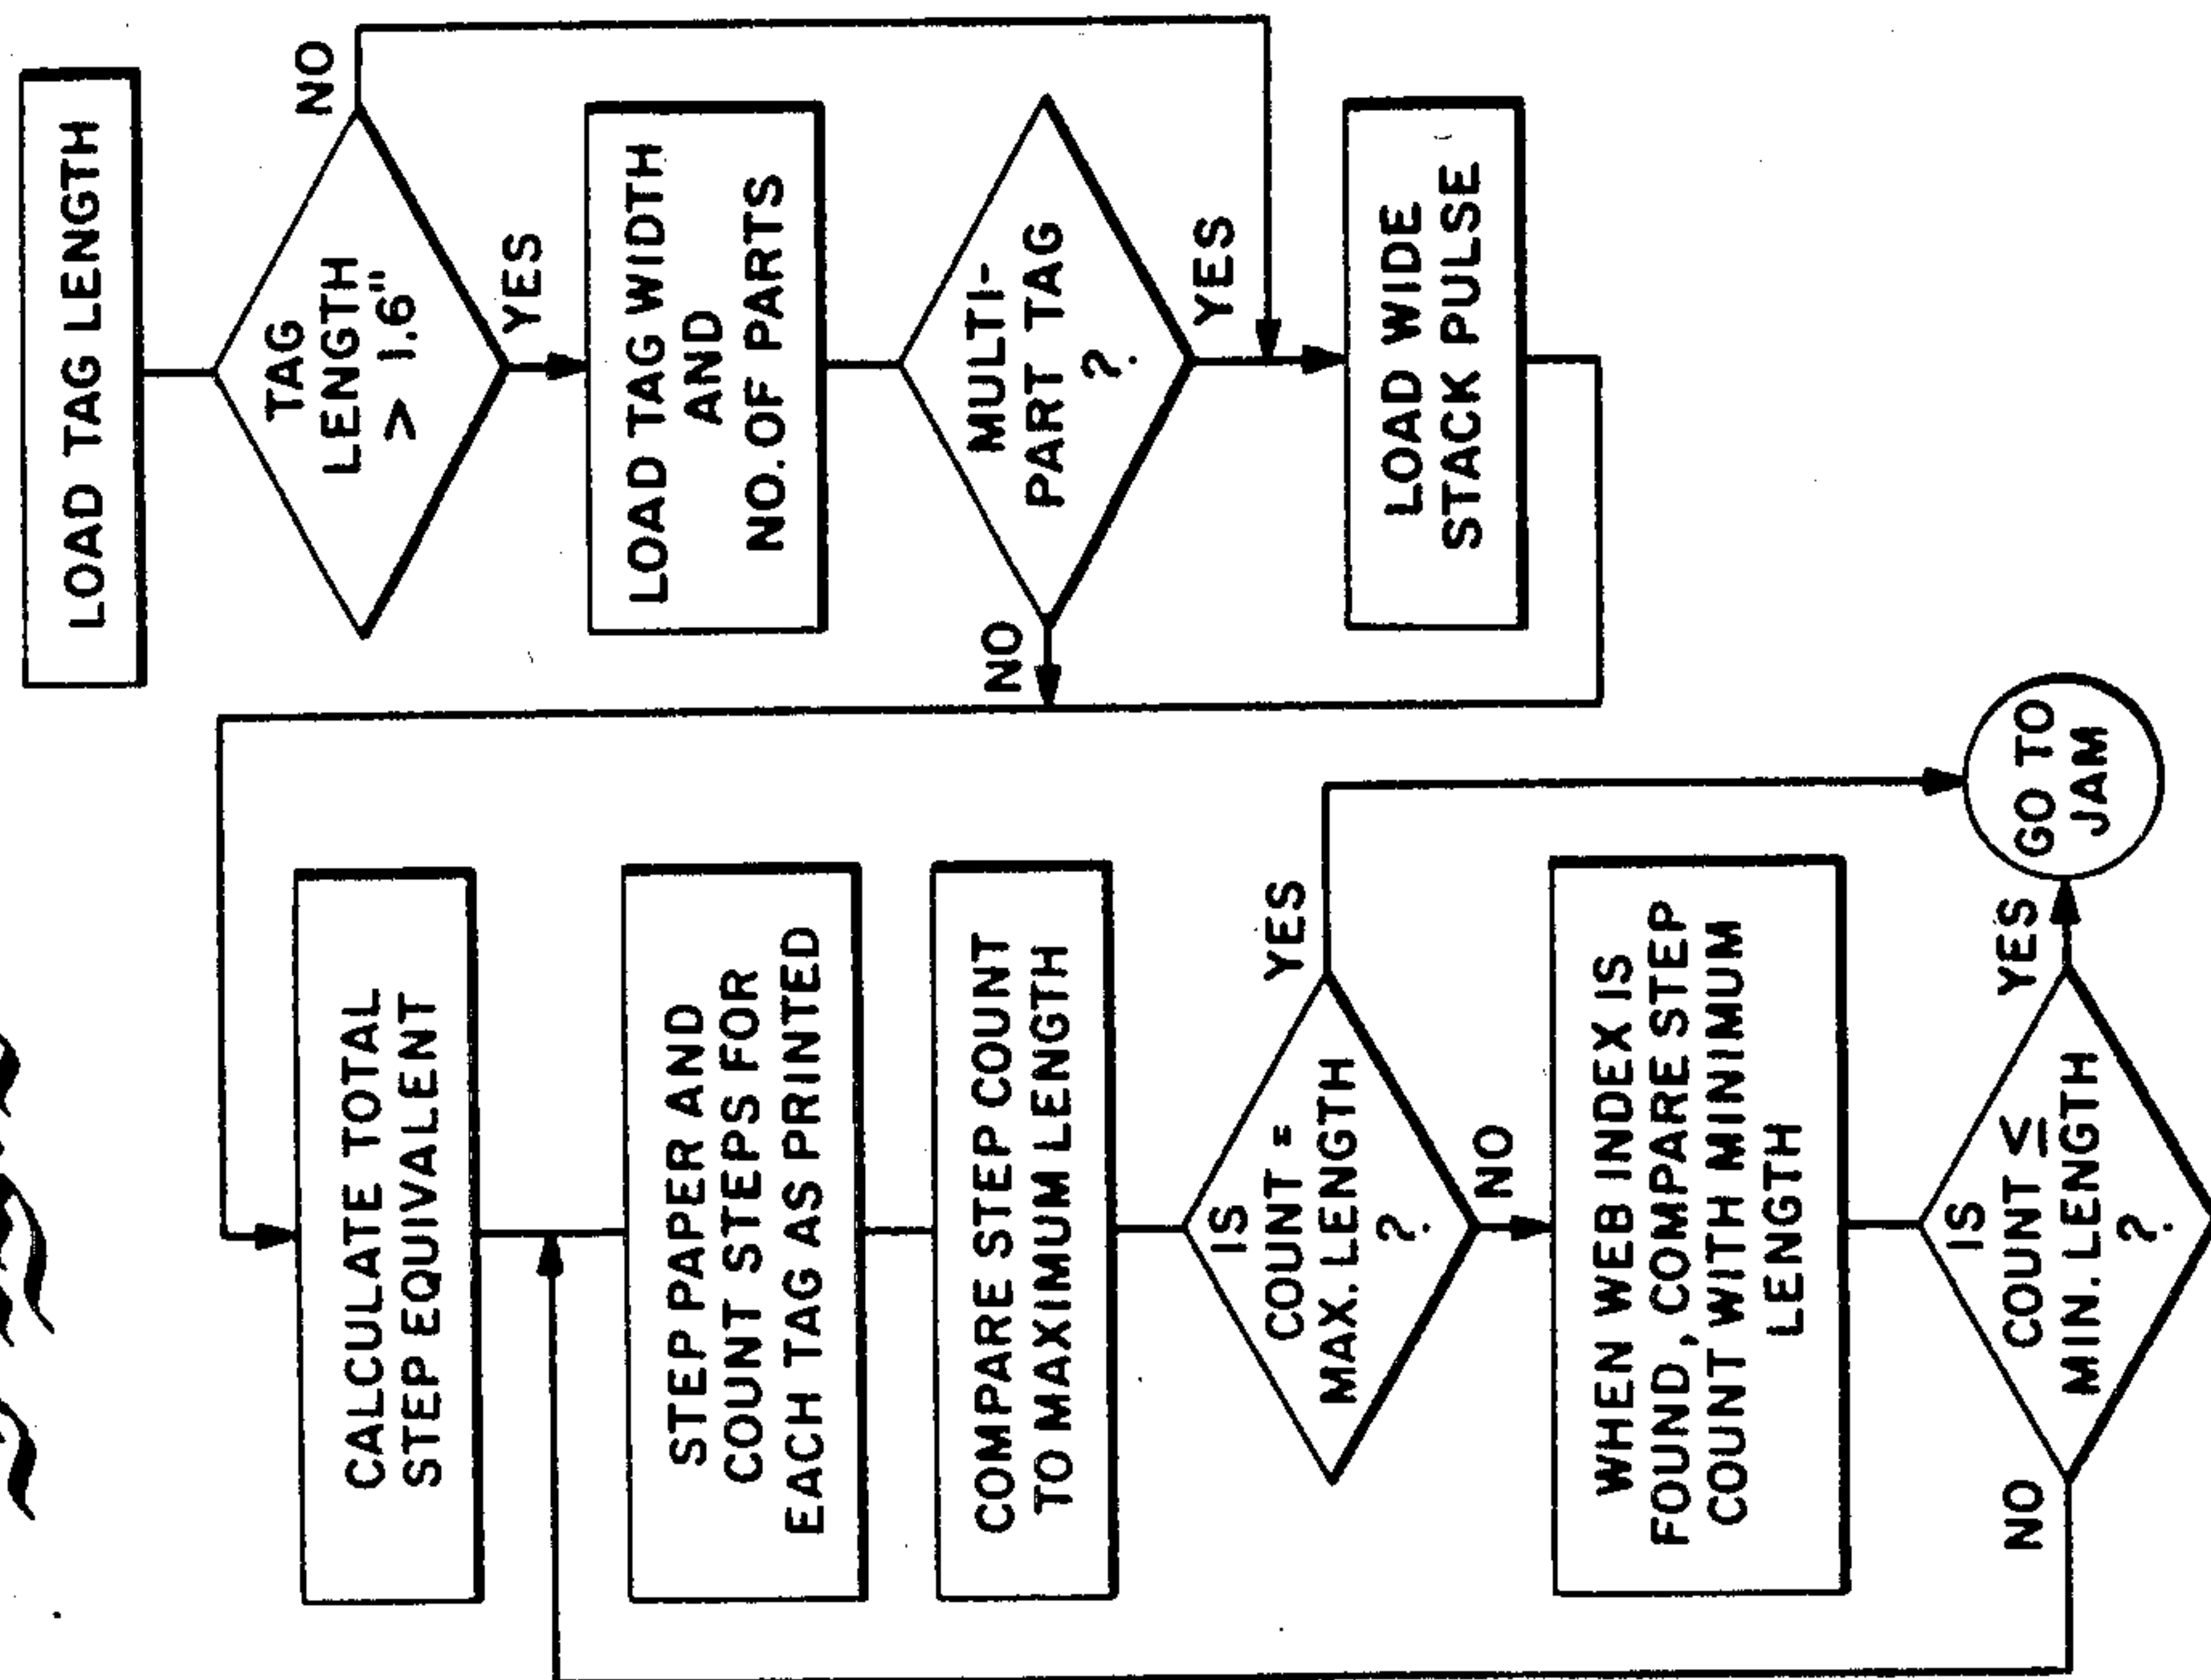 LOAD TAG LENGTH
NO
TAG
LENGTH
> 1.6"
YES
LOAD TAG WIDTH
AND
NO. OF PARTS
MULTI-
PART TAG
?
NO
YES
LOAD WIDE
STACK PULSE
CALCULATE TOTAL
STEP EQUIVALENT
STEP PAPER AND
COUNT STEPS FOR
EACH TAG AS PRINTED
COMPARE STEP COUNT
TO MAXIMUM LENGTH
IS
COUNT =
MAX. LENGTH
?
YES
NO
WHEN WEB INDEX IS
FOUND, COMPARE STEP
COUNT WITH MINIMUM
LENGTH
IS
COUNT ≤
MIN. LENGTH
?
NO
YES
GO TO
JAM